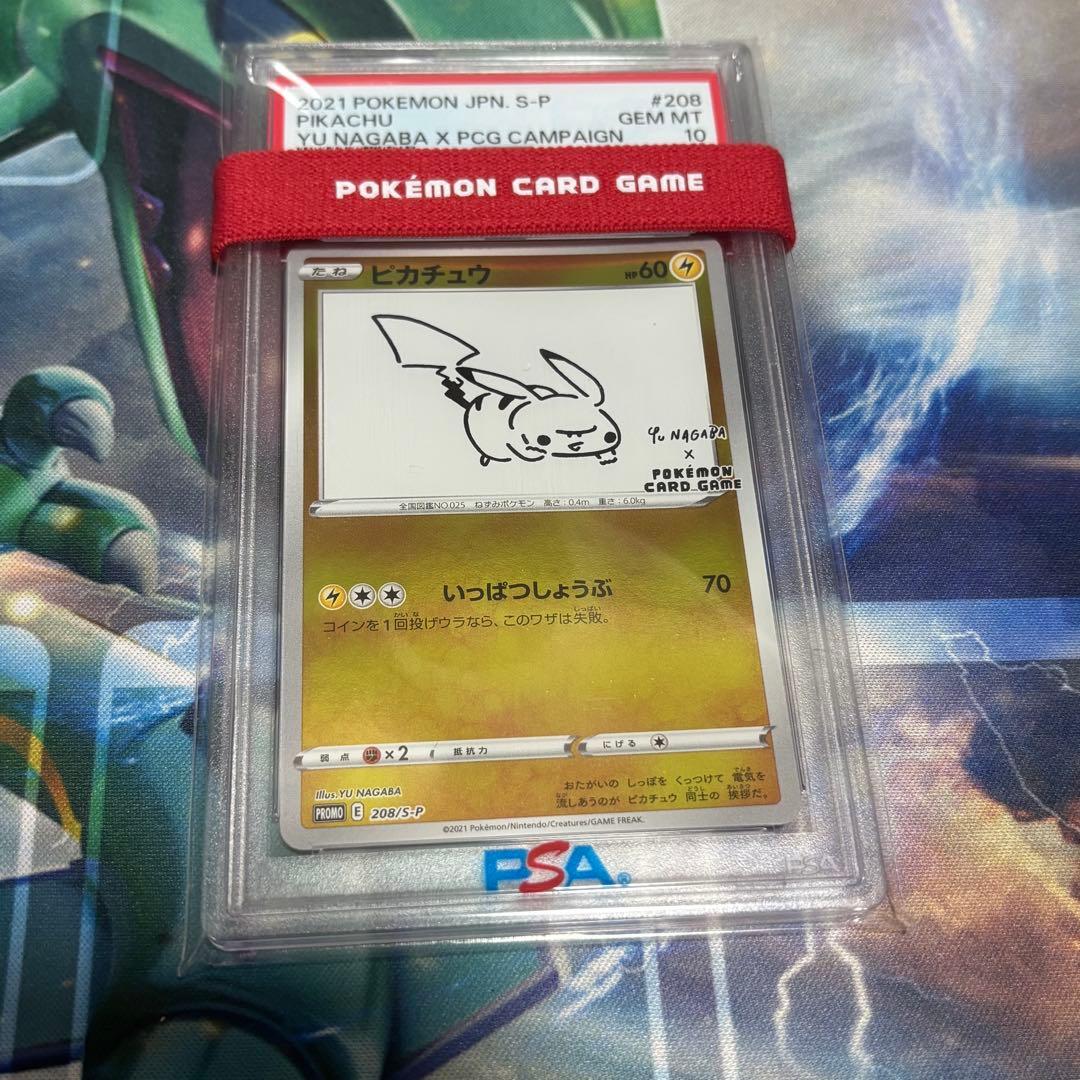 2021 POKEMON JPN. S-P #208
PIKACHU GEM MT
YU NAGABA X PCG CAMPAIGN 10
POKÉMON CARD GAME
たね ピカチュウ HP60
YU NAGABA
×
POKÉMON
CARD GAME
全国図鑑NO.025 ねずみポケモン 高さ:0.4m 重さ:6.0kg
いっぱつしょうぶ 70
コインを1回投げウラなら、このワザは失敗。
弱点 ×2 抵抗力 にげる
おたがいの しっぽを くっつけて 電気を
流しあうのが ピカチュウ 同士の 挨拶だ。
Illus. YU NAGABA
PROMO E 208/S-P
©2021 Pokémon/Nintendo/Creatures/GAME FREAK.
PSA®
PSA